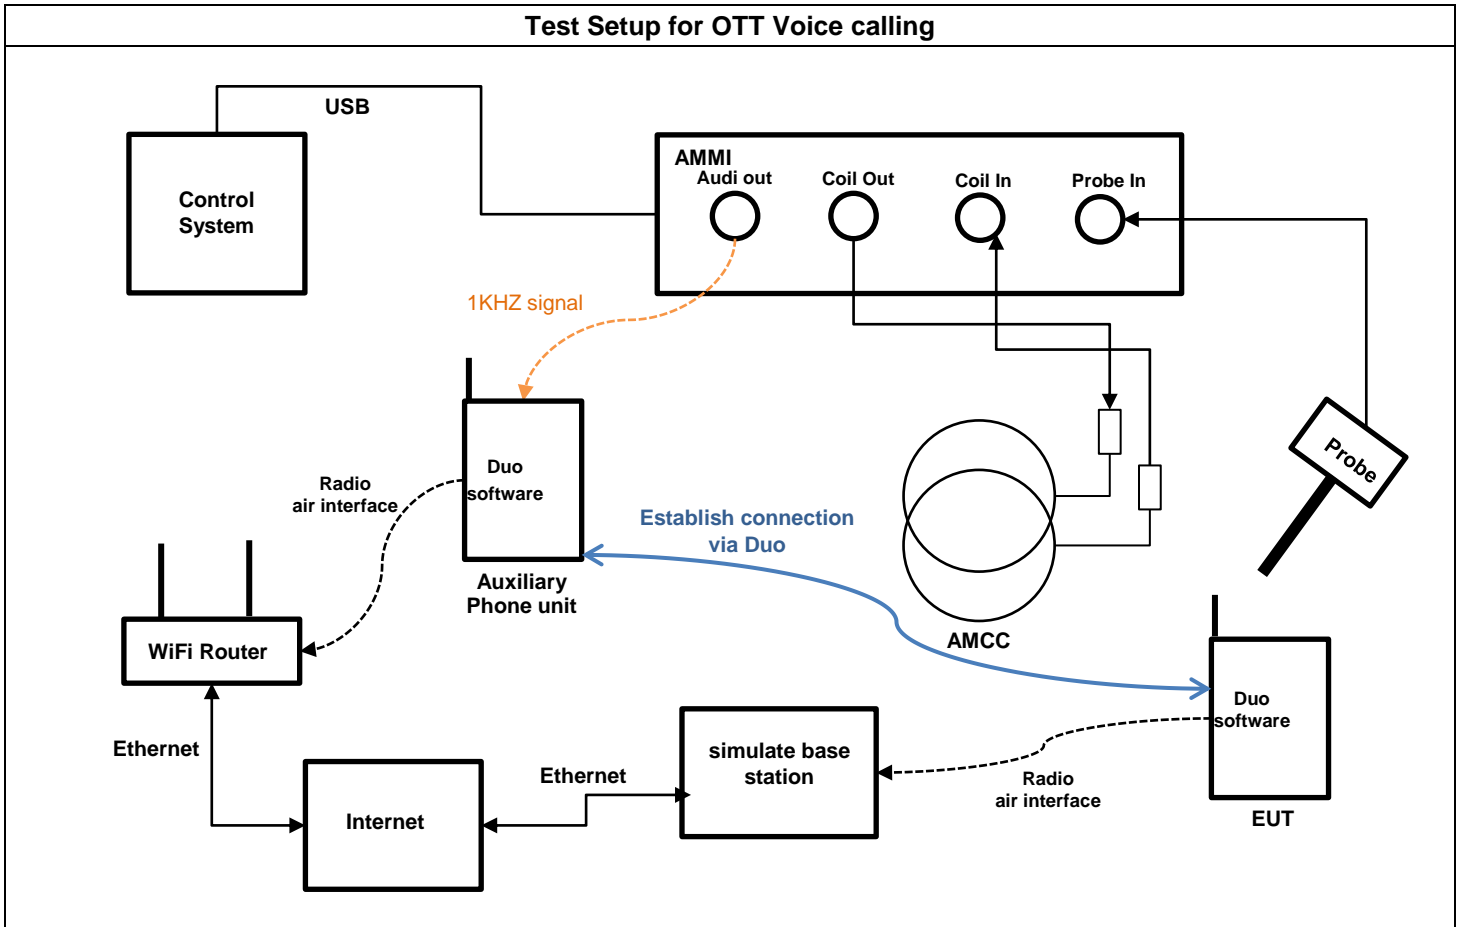 Test Setup for OTT Voice calling
USB
Control
System
AMMI
Audi out
Coil Out
Coil In
Probe In
1KHZ signal
Probe
Duo
software
Radio
air interface
Establish connection
via Duo
Auxiliary
Phone unit
WiFi Router
AMCC
Duo
software
Ethernet
simulate base
station
Ethernet
Radio
air interface
Internet
EUT